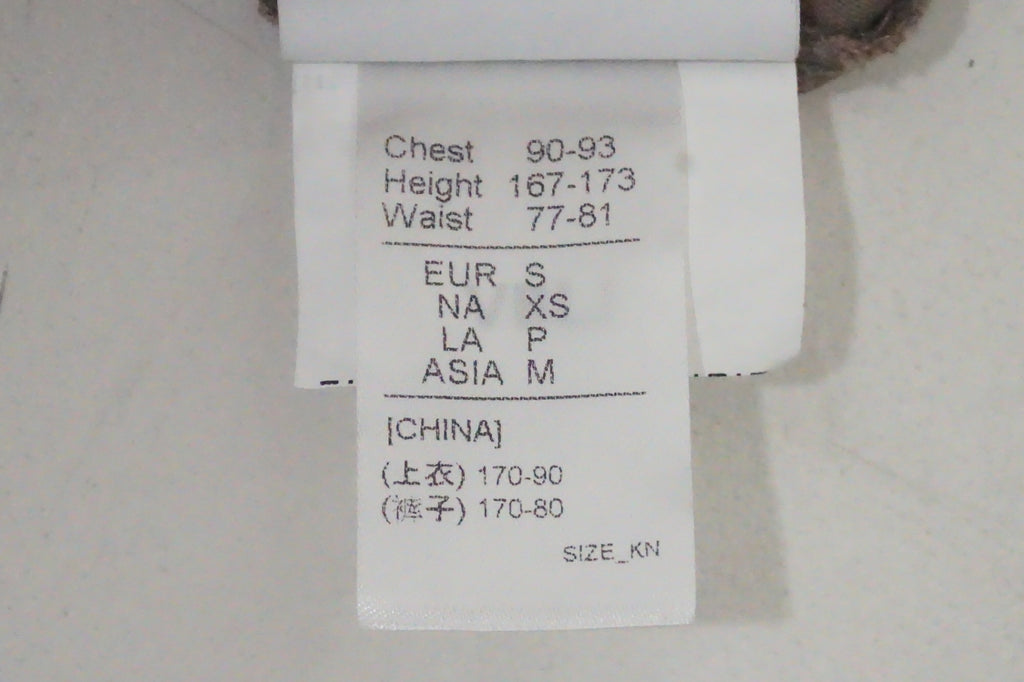 Chest 90-93
Height 167-173
Waist 77-81
EUR S
NA XS
LA P
ASIA M
[CHINA]
(上衣) 170-90
(裤子) 170-80
SIZE_KN